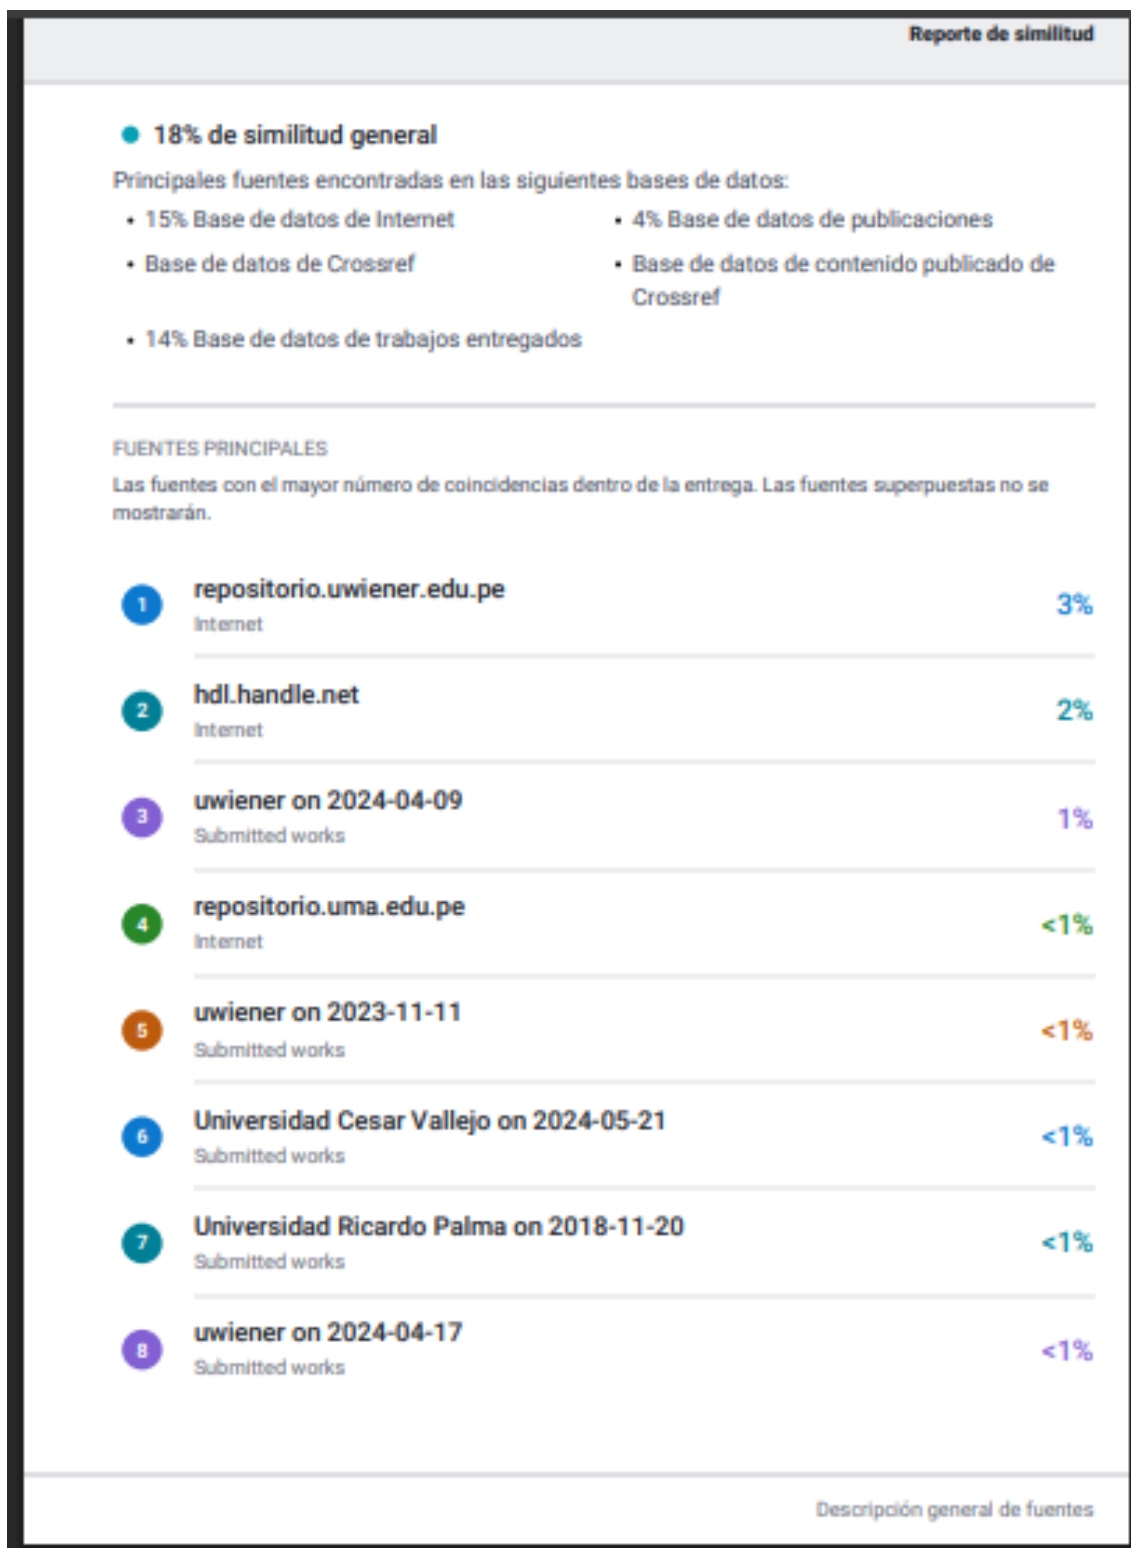 Reporte de similitud
18% de similitud general
Principales fuentes encontradas en las siguientes bases de datos:
• 15% Base de datos de Internet
• 4% Base de datos de publicaciones
• Base de datos de Crossref
• Base de datos de contenido publicado de
Crossref
• 14% Base de datos de trabajos entregados
FUENTES PRINCIPALES
Las fuentes con el mayor número de coincidencias dentro de la entrega. Las fuentes superpuestas no se
mostrarán.
1 repositorio.uwiener.edu.pe 3%
Internet
2 hdl.handle.net 2%
Internet
3 uwiener on 2024-04-09 1%
Submitted works
4 repositorio.uma.edu.pe <1%
Internet
5 uwiener on 2023-11-11 <1%
Submitted works
6 Universidad Cesar Vallejo on 2024-05-21 <1%
Submitted works
7 Universidad Ricardo Palma on 2018-11-20 <1%
Submitted works
8 uwiener on 2024-04-17 <1%
Submitted works
Descripción general de fuentes